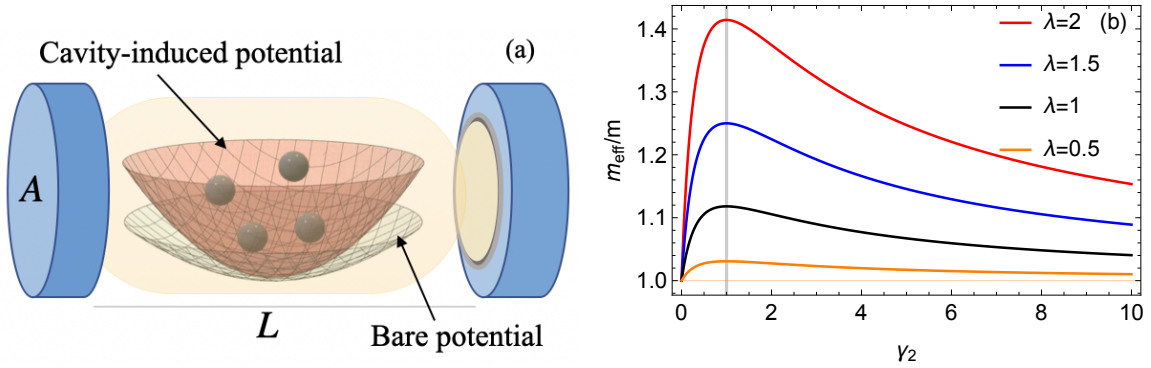 Cavity-induced potential
(a)
A
L
Bare potential
(b)
λ=2
λ=1.5
λ=1
λ=0.5
m_eff/m
1.4
1.3
1.2
1.1
1.0
0 2 4 6 8 10
γ₂